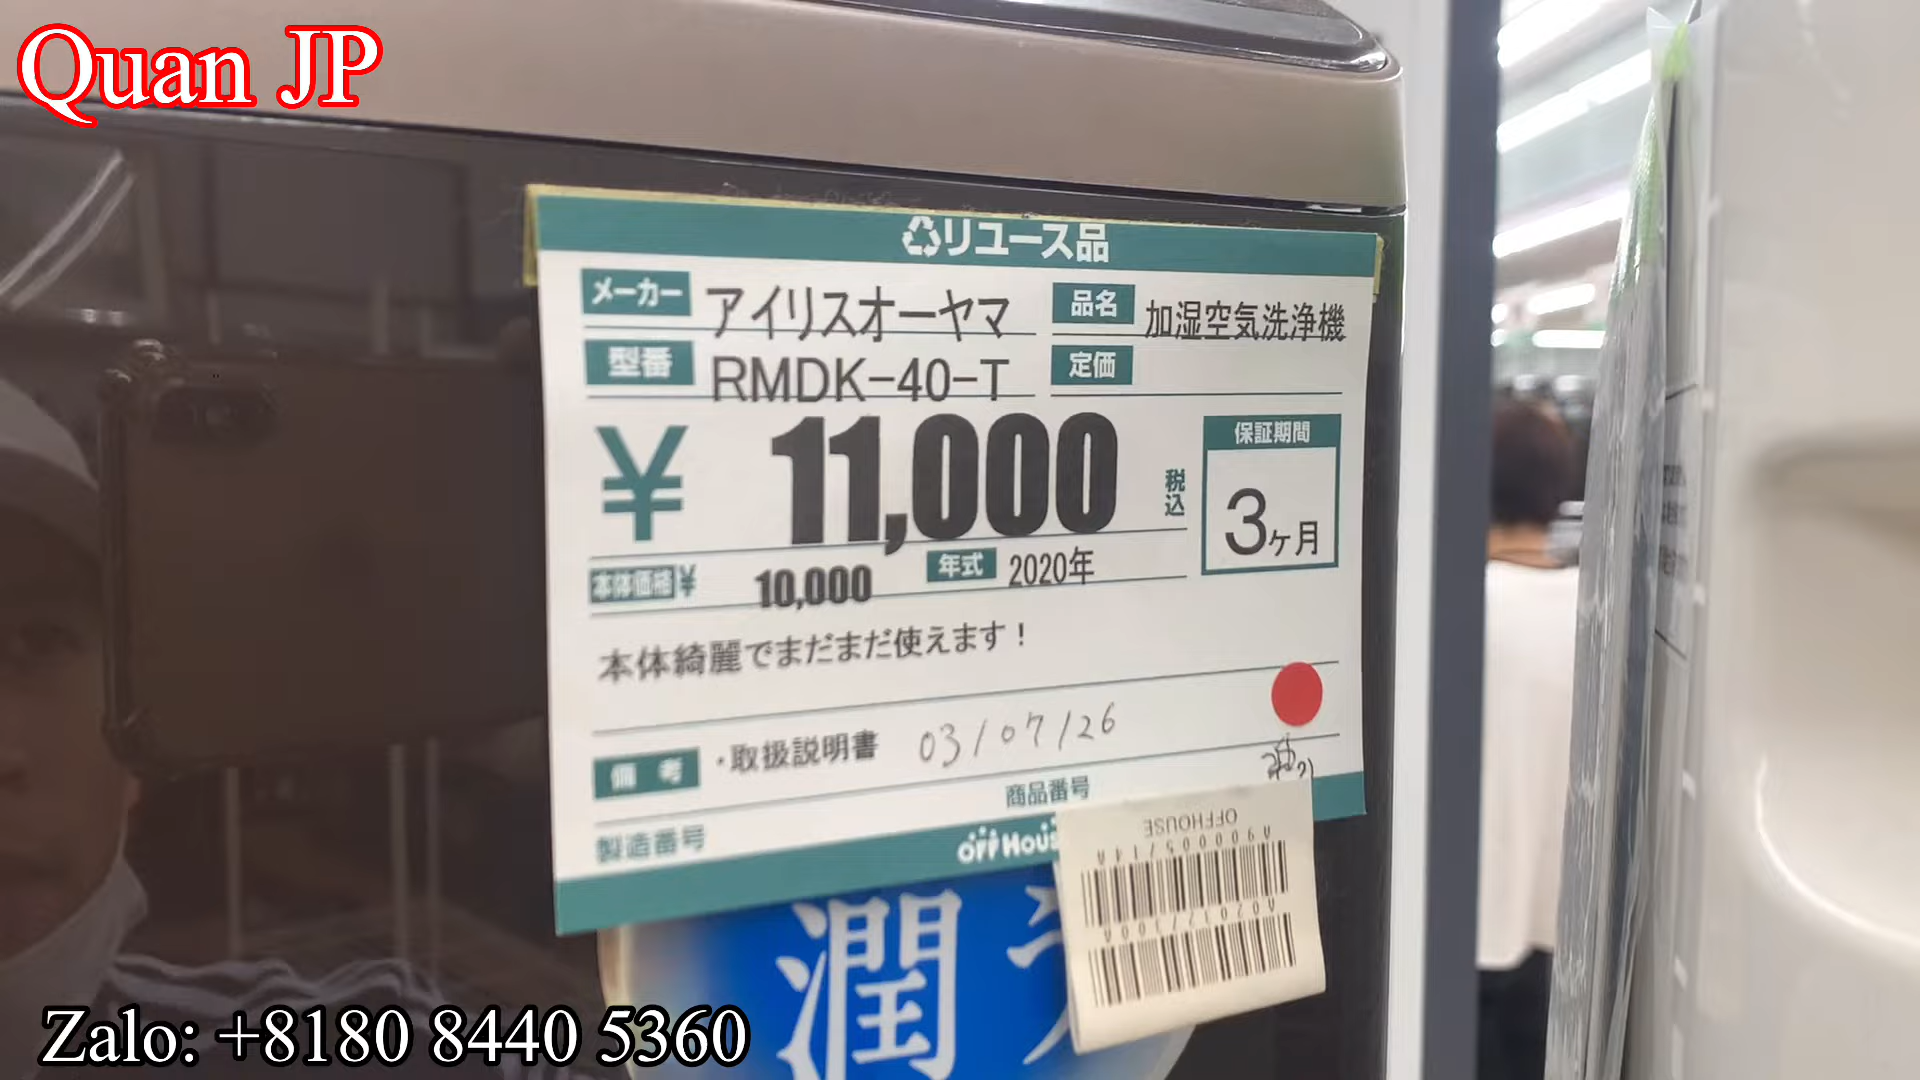 Quan JP
リユース品
メーカー アイリスオーヤマ 品名 加湿空気洗浄機
型番 RMDK-40-T 定価
¥ 11,000 税込
保証期間
3ヶ月
本体価格¥ 10,000 年式 2020年
本体綺麗でまだまだ使えます！
備考 ・取扱説明書 03/07/26
商品番号
製造番号
OFF HOUS
OFFHOUSE
潤
Zalo: +8180 8440 5360